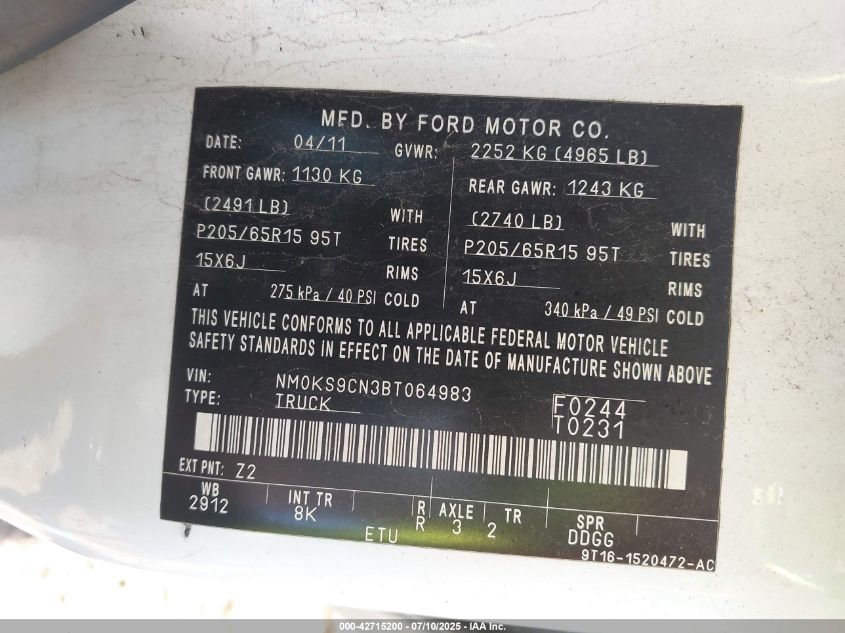 MFD. BY FORD MOTOR CO.
DATE: 04/11 GVWR: 2252 KG (4965 LB)
FRONT GAWR: 1130 KG REAR GAWR: 1243 KG
(2491 LB) WITH (2740 LB) WITH
P205/65R15 95T TIRES P205/65R15 95T TIRES
15X6J RIMS 15X6J RIMS
AT 275 kPa / 40 PSI COLD AT 340 kPa / 49 PSI COLD
THIS VEHICLE CONFORMS TO ALL APPLICABLE FEDERAL MOTOR VEHICLE
SAFETY STANDARDS IN EFFECT ON THE DATE OF MANUFACTURE SHOWN ABOVE
VIN: NM0KS9CN3BT064983
TYPE: TRUCK
F0244
T0231
EXT PNT: Z2
WB INT TR R AXLE TR SPR
2912 8K R 3 2 DDGG
ETU
9T16-1520472-AC
000-42715200 - 07/10/2025 - IAA Inc.